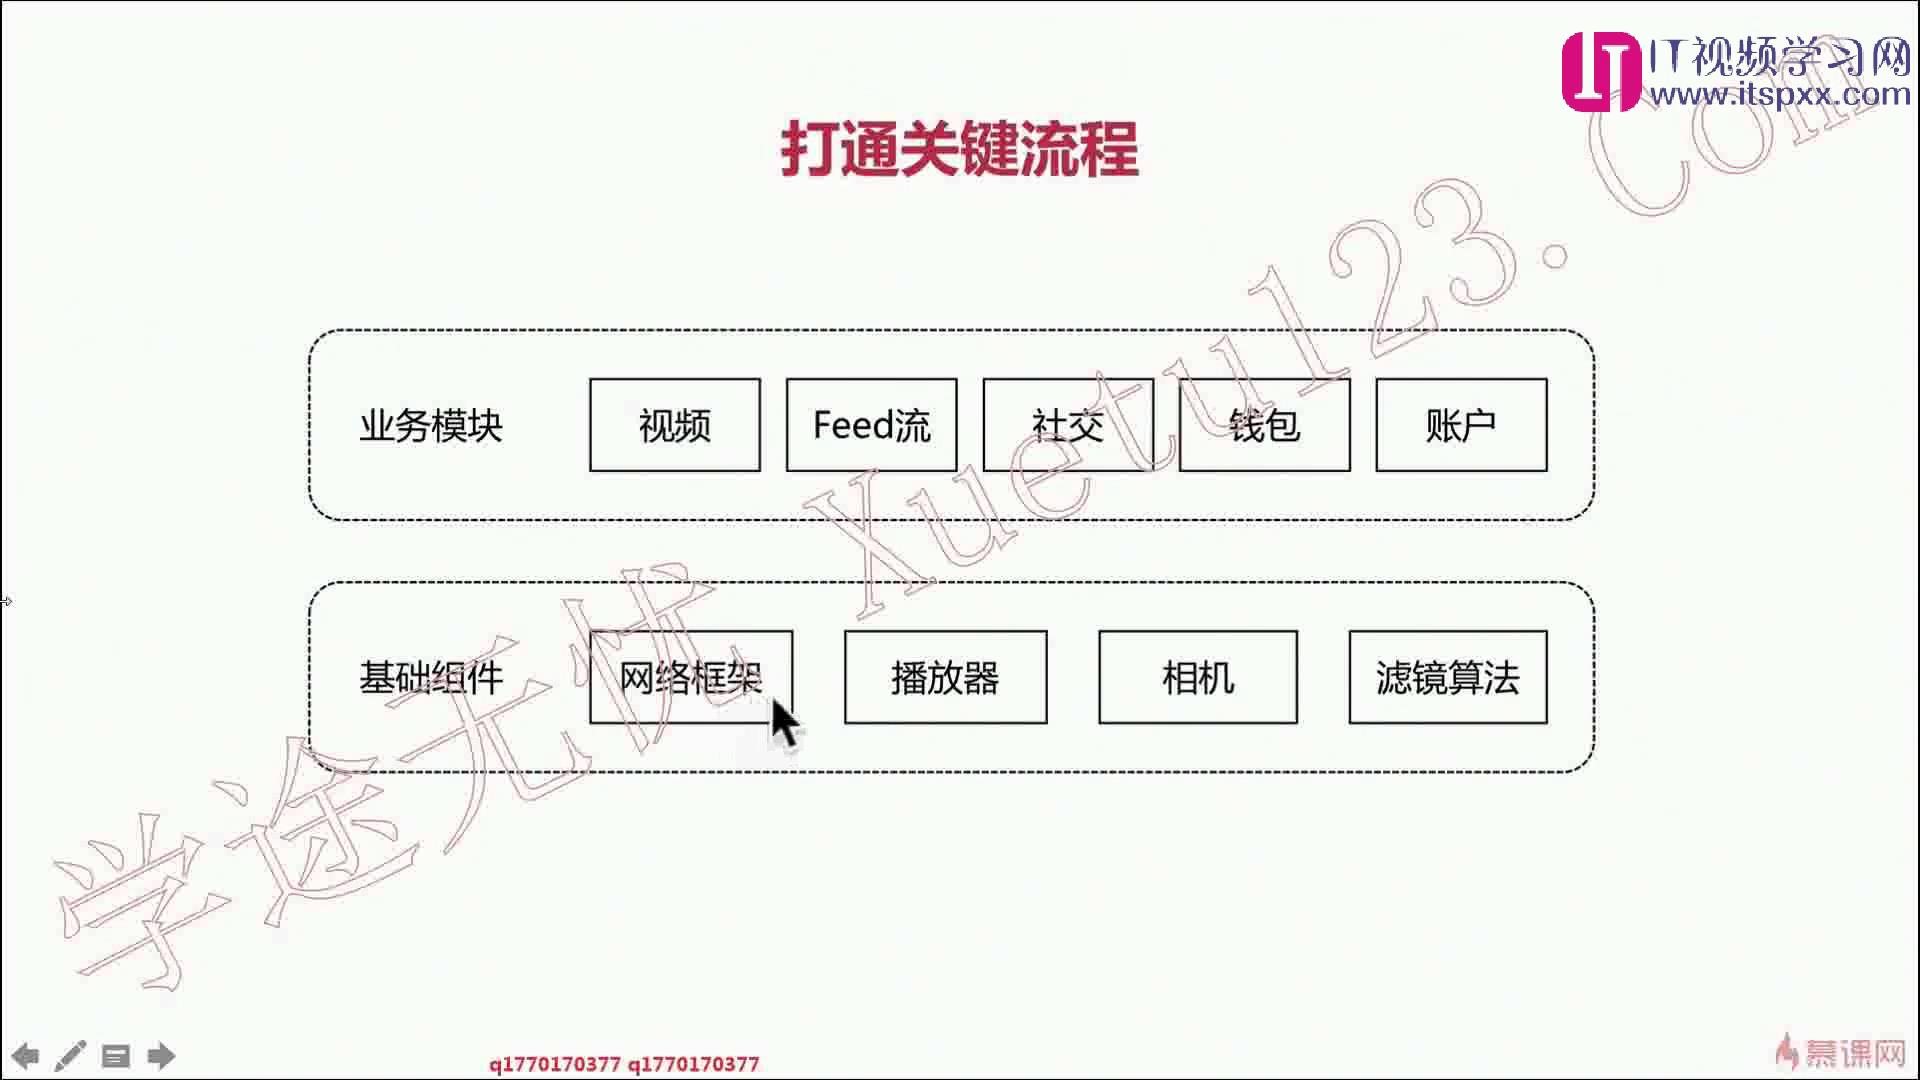 IT视频学习网
www.itspxx.com
打通关键流程
业务模块 视频 Feed流 社交 钱包 账户
基础组件 网络框架 播放器 相机 滤镜算法
学途无忧 Xuetu123.Com
q1770170377 q1770170377
慕课网